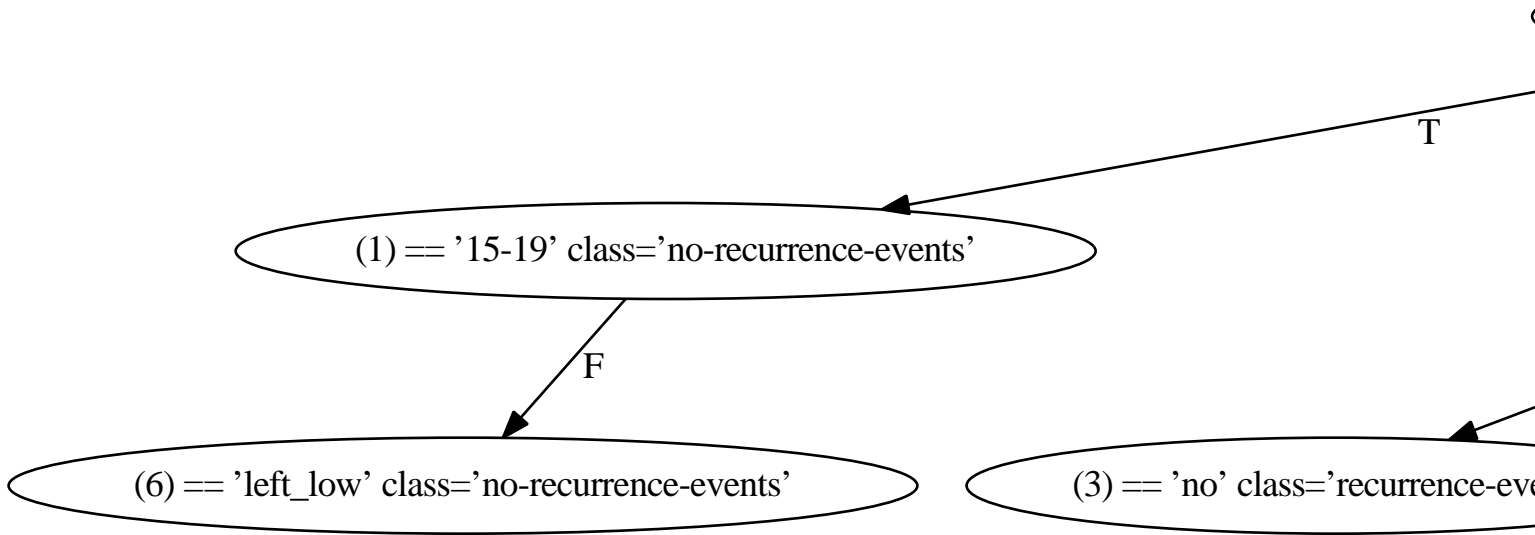 T
(1) == ’15-19’ class=’no-recurrence-events’
F
(6) == ’left_low’ class=’no-recurrence-events’
(3) == ’no’ class=’recurrence-eve